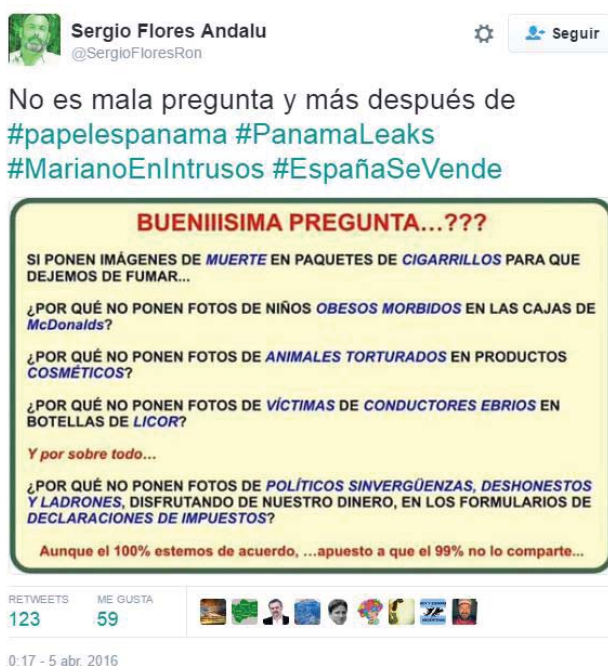 Sergio Flores Andalu
@SergioFloresRon
Seguir
No es mala pregunta y más después de
#papelespanama #PanamaLeaks
#MarianoEnIntrusos #EspañaSeVende
BUENIIISIMA PREGUNTA...???
SI PONEN IMÁGENES DE MUERTE EN PAQUETES DE CIGARRILLOS PARA QUE
DEJEMOS DE FUMAR...
¿POR QUÉ NO PONEN FOTOS DE NIÑOS OBESOS MORBIDOS EN LAS CAJAS DE
McDonalds?
¿POR QUÉ NO PONEN FOTOS DE ANIMALES TORTURADOS EN PRODUCTOS
COSMÉTICOS?
¿POR QUÉ NO PONEN FOTOS DE VÍCTIMAS DE CONDUCTORES EBRIOS EN
BOTELLAS DE LICOR?
Y por sobre todo...
¿POR QUÉ NO PONEN FOTOS DE POLÍTICOS SINVERGÜENZAS, DESHONESTOS
Y LADRONES, DISFRUTANDO DE NUESTRO DINERO, EN LOS FORMULARIOS DE
DECLARACIONES DE IMPUESTOS?
Aunque el 100% estemos de acuerdo, ...apuesto a que el 99% no lo comparte...
RETWEETS ME GUSTA
123 59
0:17 - 5 abr. 2016